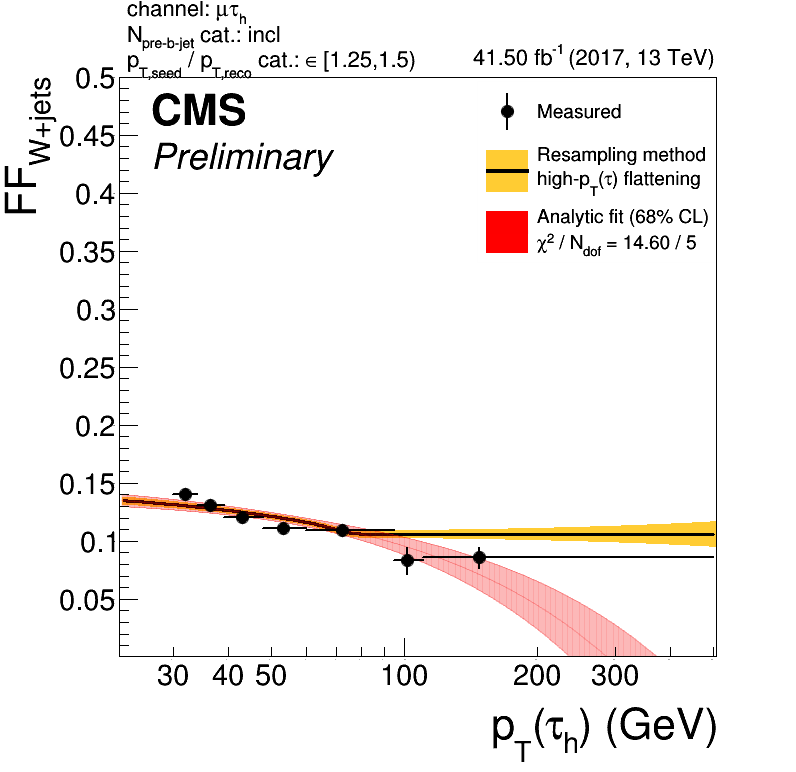 channel: μτh
Npre-b-jet cat.: incl
pT,seed / pT,reco cat.: ∈ [1.25,1.5)
41.50 fb-1 (2017, 13 TeV)
CMS
Preliminary
Measured
Resampling method
high-pT(τ) flattening
Analytic fit (68% CL)
χ2 / Ndof = 14.60 / 5
FFW+jets
0.5
0.45
0.4
0.35
0.3
0.25
0.2
0.15
0.1
0.05
30 40 50 100 200 300
pT(τh) (GeV)